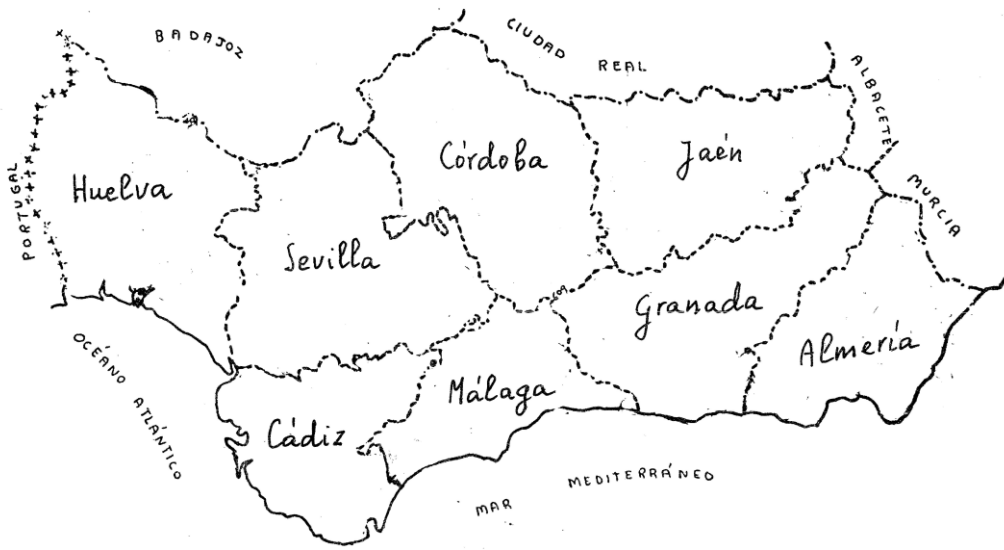 BADAJOZ
CIUDAD REAL
ALBACETE
MURCIA
PORTUGAL
Huelva
Sevilla
Córdoba
Jaén
Granada
Almería
Málaga
Cádiz
OCÉANO ATLÁNTICO
MAR MEDITERRÁNEO